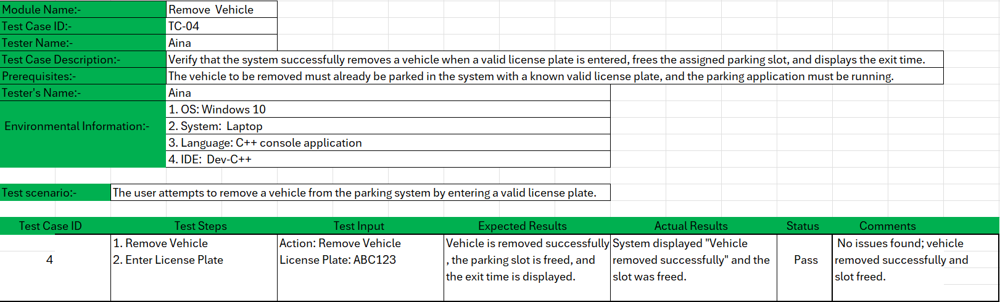 Module Name:- Remove  Vehicle
Test Case ID:- TC-04
Tester Name:- Aina
Test Case Description:- Verify that the system successfully removes a vehicle when a valid license plate is entered, frees the assigned parking slot, and displays the exit time.
Prerequisites:- The vehicle to be removed must already be parked in the system with a known valid license plate, and the parking application must be running.
Tester's Name:- Aina
Environmental Information:-
1. OS: Windows 10
2. System:  Laptop
3. Language: C++ console application
4. IDE:  Dev-C++
Test scenario:- The user attempts to remove a vehicle from the parking system by entering a valid license plate.
Test Case ID Test Steps Test Input Expected Results Actual Results Status Comments
4
1. Remove Vehicle
2. Enter License Plate
Action: Remove Vehicle
License Plate: ABC123
Vehicle is removed successfully
, the parking slot is freed, and
the exit time is displayed.
System displayed "Vehicle
removed successfully" and the
slot was freed.
Pass
No issues found; vehicle
removed successfully and
slot freed.